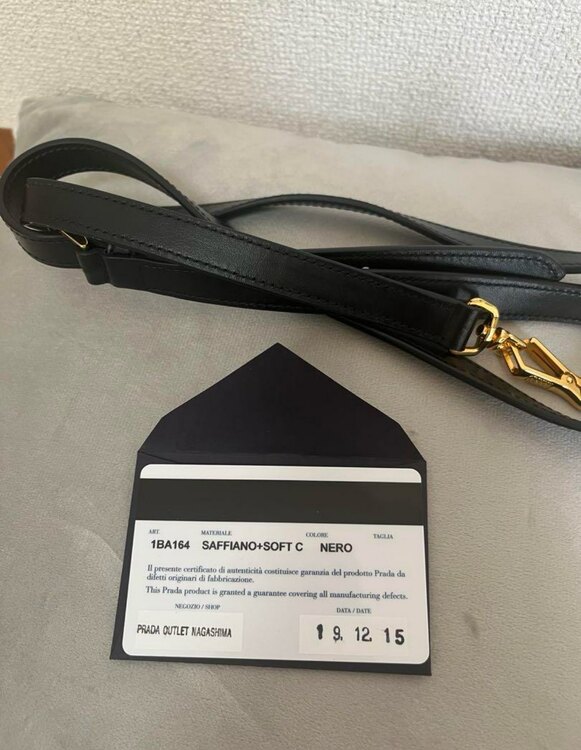 ART. MATERIALE COLORE TAGLIA
1BA164 SAFFIANO+SOFT C NERO
Il presente certificato di autenticità costituisce garanzia del prodotto Prada da
difetti originari di fabbricazione.
This Prada product is granted a guarantee covering all manufacturing defects.
NEGOZIO / SHOP DATA / DATE
PRADA OUTLET NAGASHIMA 19. 12. 15